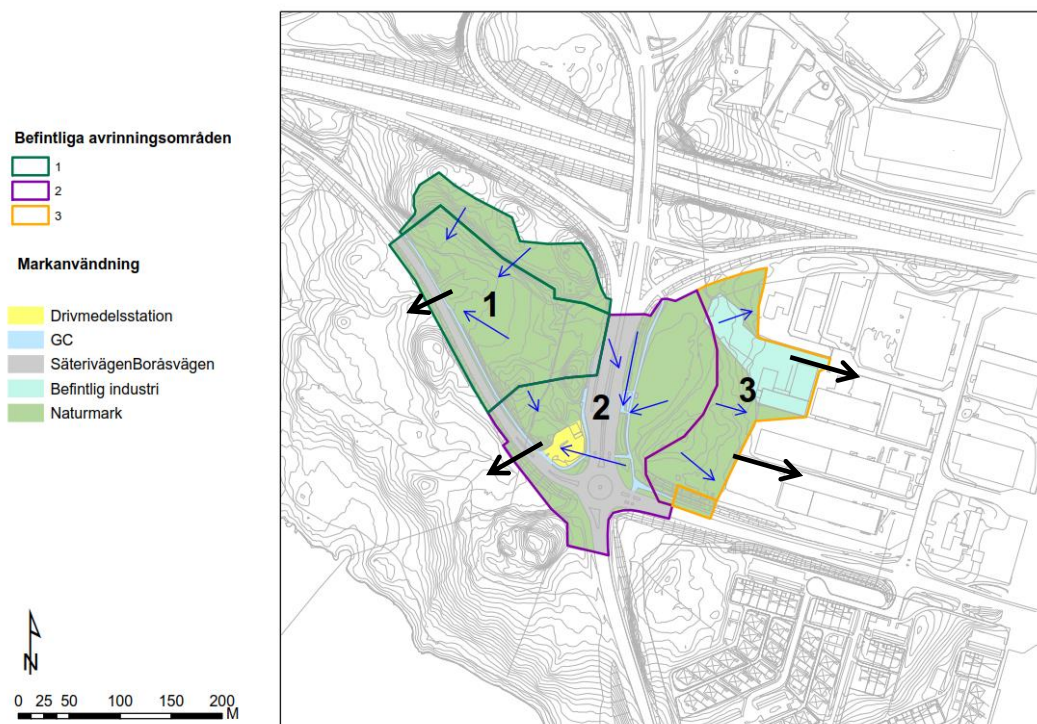 Befintliga avrinningsområden
1
2
3
Markanvändning
Drivmedelsstation
GC
SäterivägenBoråsvägen
Befintlig industri
Naturmark
N
0 25 50 100 150 200
M
1
2
3